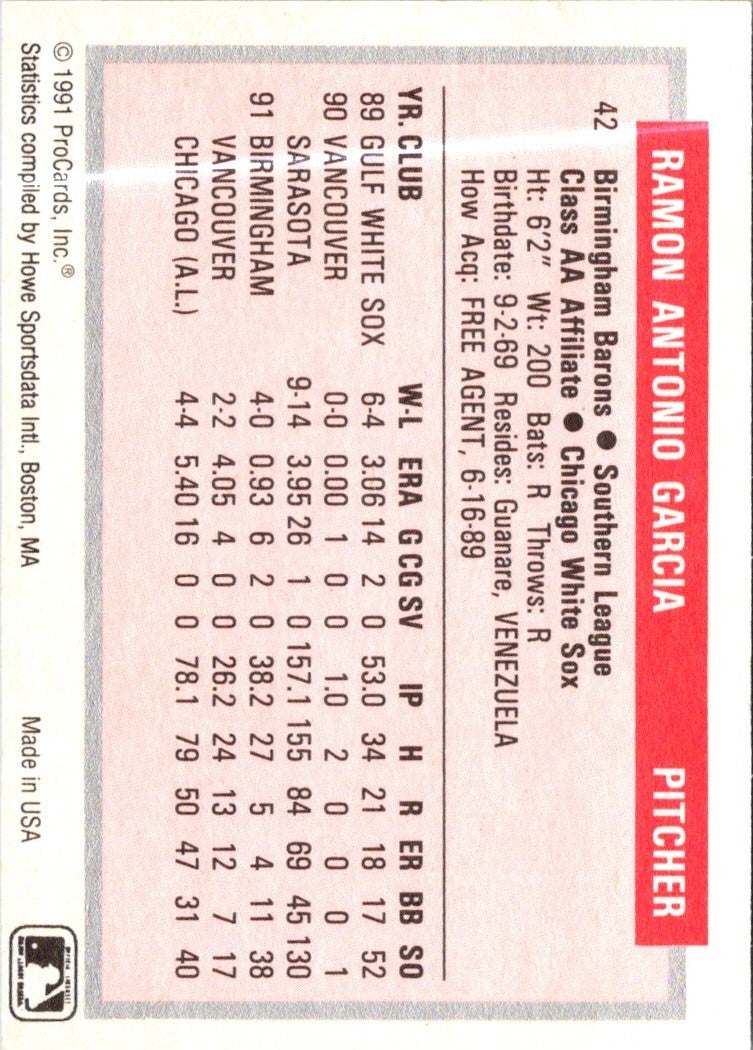 RAMON ANTONIO GARCIA PITCHER
42 Birmingham Barons ● Southern League
Class AA Affiliate ● Chicago White Sox
Ht: 6'2" Wt: 200 Bats: R Throws: R
Birthdate: 9-2-69 Resides: Guanare, VENEZUELA
How Acq: FREE AGENT, 6-16-89
YR. CLUB W-L ERA G CG SV IP H R ER BB SO
89 GULF WHITE SOX 6-4 3.06 14 2 0 53.0 34 21 18 17 52
90 VANCOUVER 0-0 0.00 1 0 0 1.0 2 0 0 0 1
SARASOTA 9-14 3.95 26 1 0 157.1 155 84 69 45 130
91 BIRMINGHAM 4-0 0.93 6 2 0 38.2 27 5 4 11 38
VANCOUVER 2-2 4.05 4 0 0 26.2 24 13 12 7 17
CHICAGO (A.L.) 4-4 5.40 16 0 0 78.1 79 50 47 31 40
© 1991 ProCards, Inc.®
Statistics compiled by Howe Sportsdata Intl., Boston, MA Made in USA